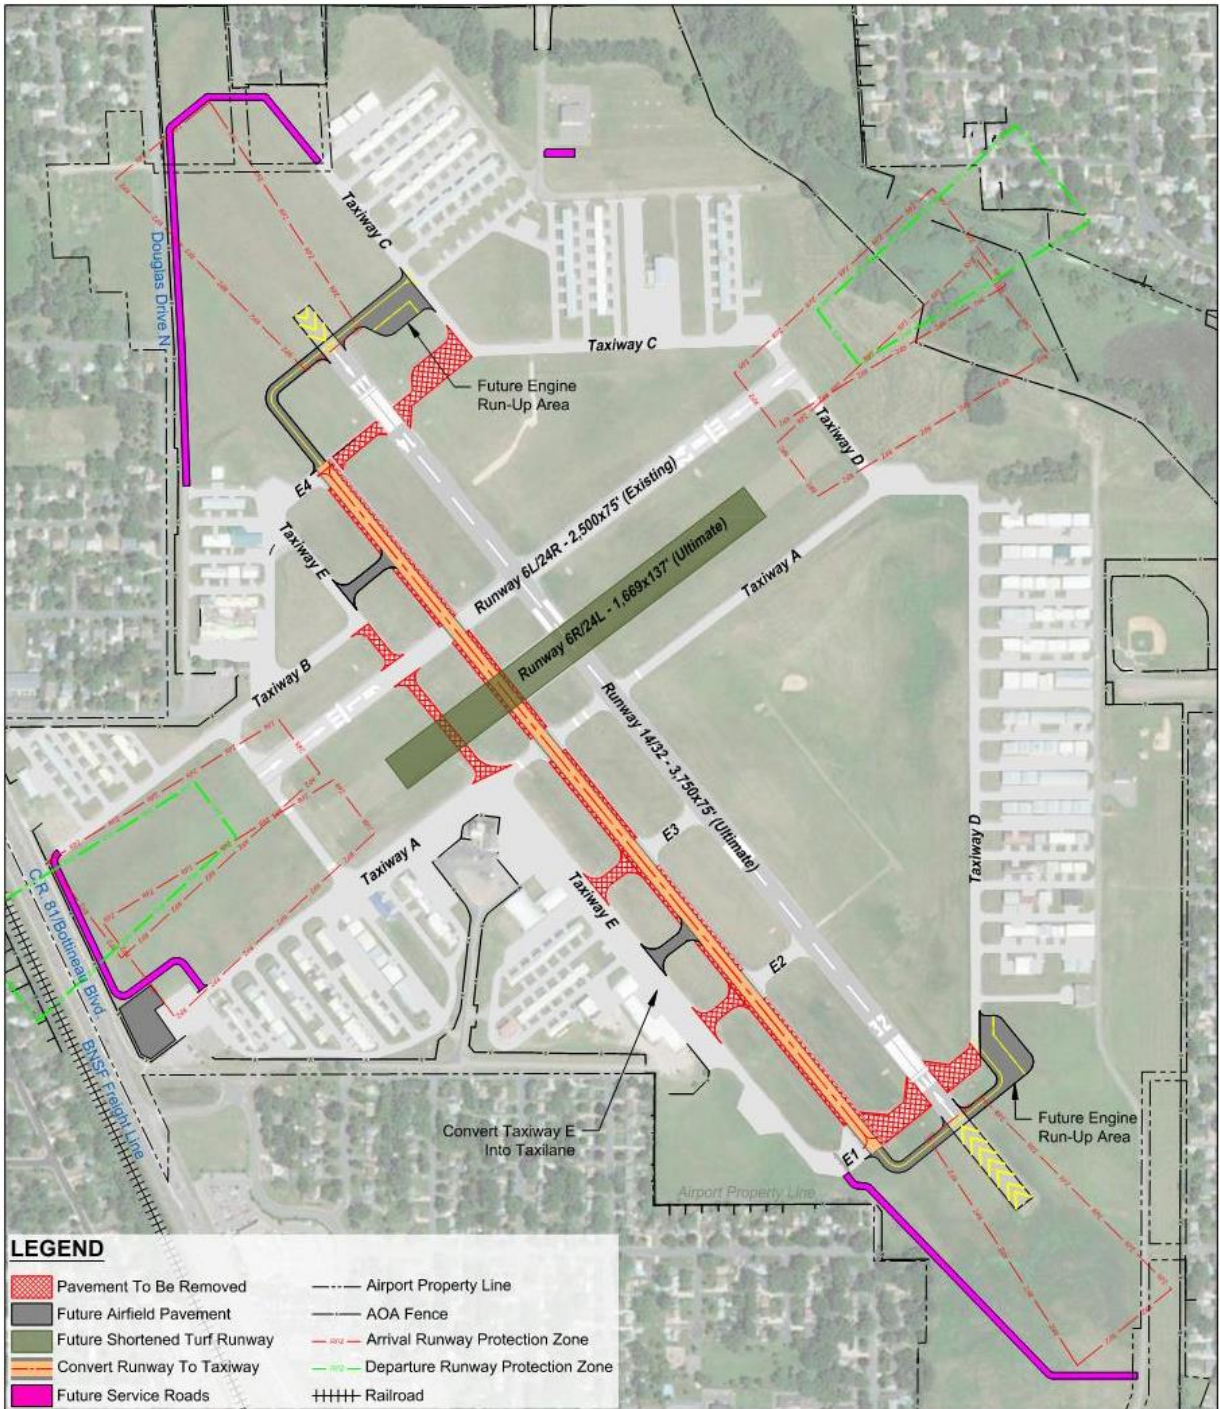 Taxiway C
Douglas Drive N
Taxiway C
Future Engine
Run-Up Area
Taxiway D
E4
Taxiway E
Runway 6L/24R - 2,500x75' (Existing)
Runway 6R/24L - 1,669x137' (Ultimate)
Taxiway A
Taxiway B
Runway 14/32 - 3,750x75' (Ultimate)
E3
Taxiway D
Taxiway A
Taxiway E
C.R. 81/Bottineau Blvd
E2
BNSF Freight Line
Convert Taxiway E
Into Taxilane
Future Engine
Run-Up Area
E1
Airport Property Line
LEGEND
Pavement To Be Removed
Future Airfield Pavement
Future Shortened Turf Runway
Convert Runway To Taxiway
Future Service Roads
Airport Property Line
AOA Fence
RPZ Arrival Runway Protection Zone
RPZ Departure Runway Protection Zone
Railroad